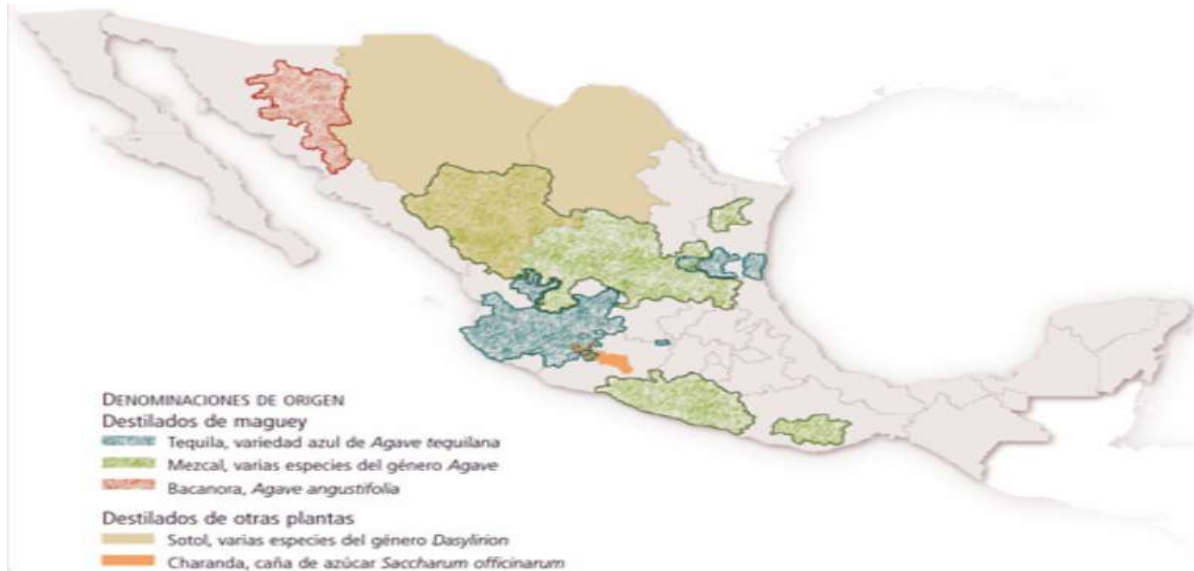 DENOMINACIONES DE ORIGEN
Destilados de maguey
Tequila, variedad azul de Agave tequilana
Mezcal, varias especies del género Agave
Bacanora, Agave angustifolia
Destilados de otras plantas
Sotol, varias especies del género Dasylirion
Charanda, caña de azúcar Saccharum officinarum